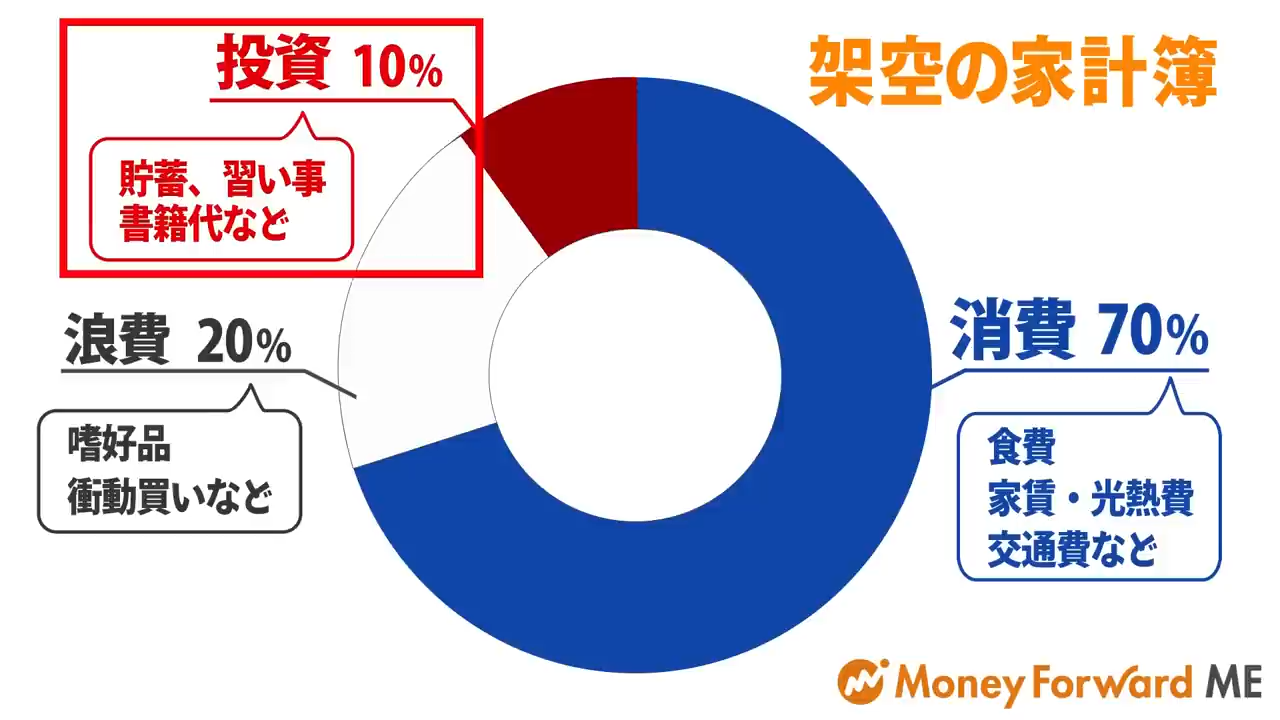 架空の家計簿
投資 10%
貯蓄、習い事
書籍代など
浪費 20%
嗜好品
衝動買いなど
消費 70%
食費
家賃・光熱費
交通費など
Money Forward ME